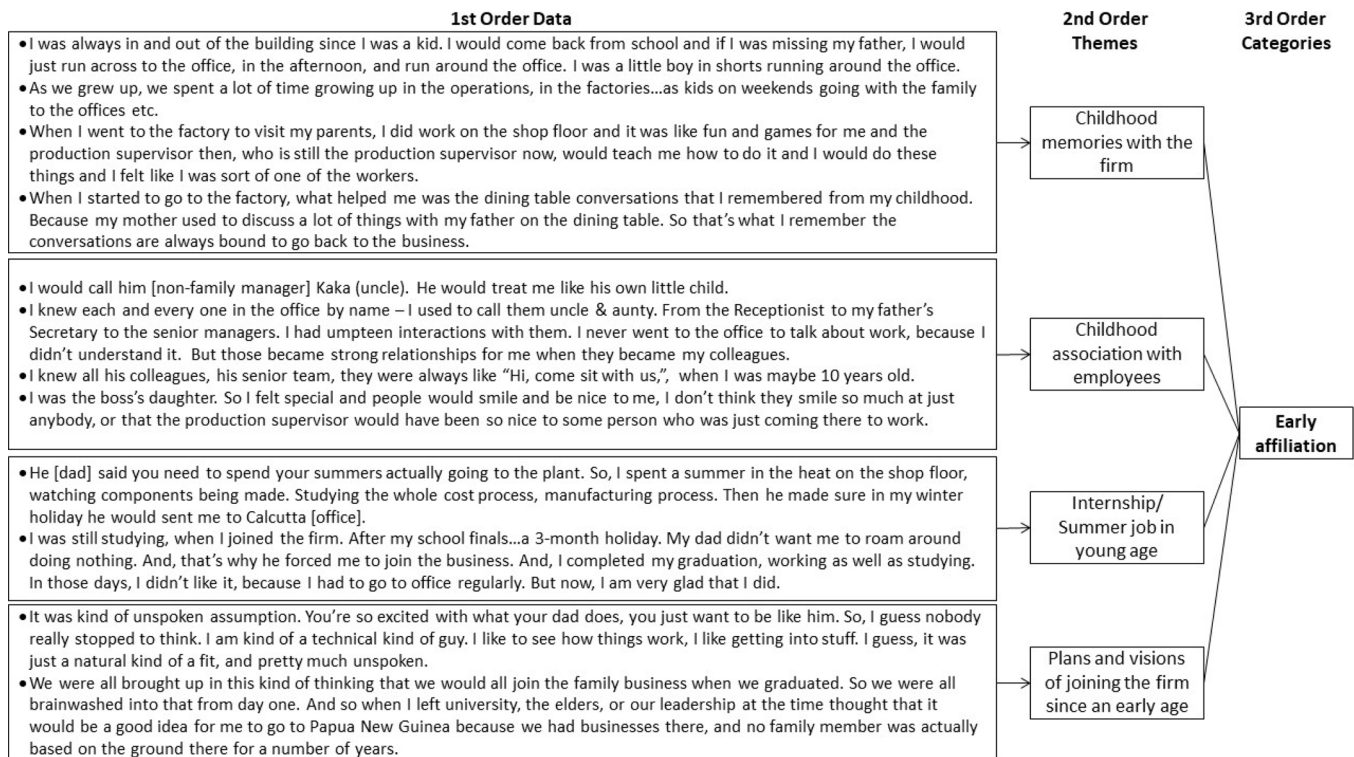 1st Order Data
2nd Order
Themes
3rd Order
Categories
•I was always in and out of the building since I was a kid. I would come back from school and if I was missing my father, I would
just run across to the office, in the afternoon, and run around the office. I was a little boy in shorts running around the office.
•As we grew up, we spent a lot of time growing up in the operations, in the factories...as kids on weekends going with the family
to the offices etc.
•When I went to the factory to visit my parents, I did work on the shop floor and it was like fun and games for me and the
production supervisor then, who is still the production supervisor now, would teach me how to do it and I would do these
things and I felt like I was sort of one of the workers.
•When I started to go to the factory, what helped me was the dining table conversations that I remembered from my childhood.
Because my mother used to discuss a lot of things with my father on the dining table. So that's what I remember the
conversations are always bound to go back to the business.
Childhood
memories with the
firm
•I would call him [non-family manager] Kaka (uncle). He would treat me like his own little child.
•I knew each and every one in the office by name – I used to call them uncle & aunty. From the Receptionist to my father's
Secretary to the senior managers. I had umpteen interactions with them. I never went to the office to talk about work, because I
didn't understand it. But those became strong relationships for me when they became my colleagues.
•I knew all his colleagues, his senior team, they were always like "Hi, come sit with us,", when I was maybe 10 years old.
•I was the boss's daughter. So I felt special and people would smile and be nice to me, I don't think they smile so much at just
anybody, or that the production supervisor would have been so nice to some person who was just coming there to work.
Childhood
association with
employees
Early
affiliation
•He [dad] said you need to spend your summers actually going to the plant. So, I spent a summer in the heat on the shop floor,
watching components being made. Studying the whole cost process, manufacturing process. Then he made sure in my winter
holiday he would sent me to Calcutta [office].
•I was still studying, when I joined the firm. After my school finals...a 3-month holiday. My dad didn't want me to roam around
doing nothing. And, that's why he forced me to join the business. And, I completed my graduation, working as well as studying.
In those days, I didn't like it, because I had to go to office regularly. But now, I am very glad that I did.
Internship/
Summer job in
young age
•It was kind of unspoken assumption. You're so excited with what your dad does, you just want to be like him. So, I guess nobody
really stopped to think. I am kind of a technical kind of guy. I like to see how things work, I like getting into stuff. I guess, it was
just a natural kind of a fit, and pretty much unspoken.
•We were all brought up in this kind of thinking that we would all join the family business when we graduated. So we were all
brainwashed into that from day one. And so when I left university, the elders, or our leadership at the time thought that it
would be a good idea for me to go to Papua New Guinea because we had businesses there, and no family member was actually
based on the ground there for a number of years.
Plans and visions
of joining the firm
since an early age